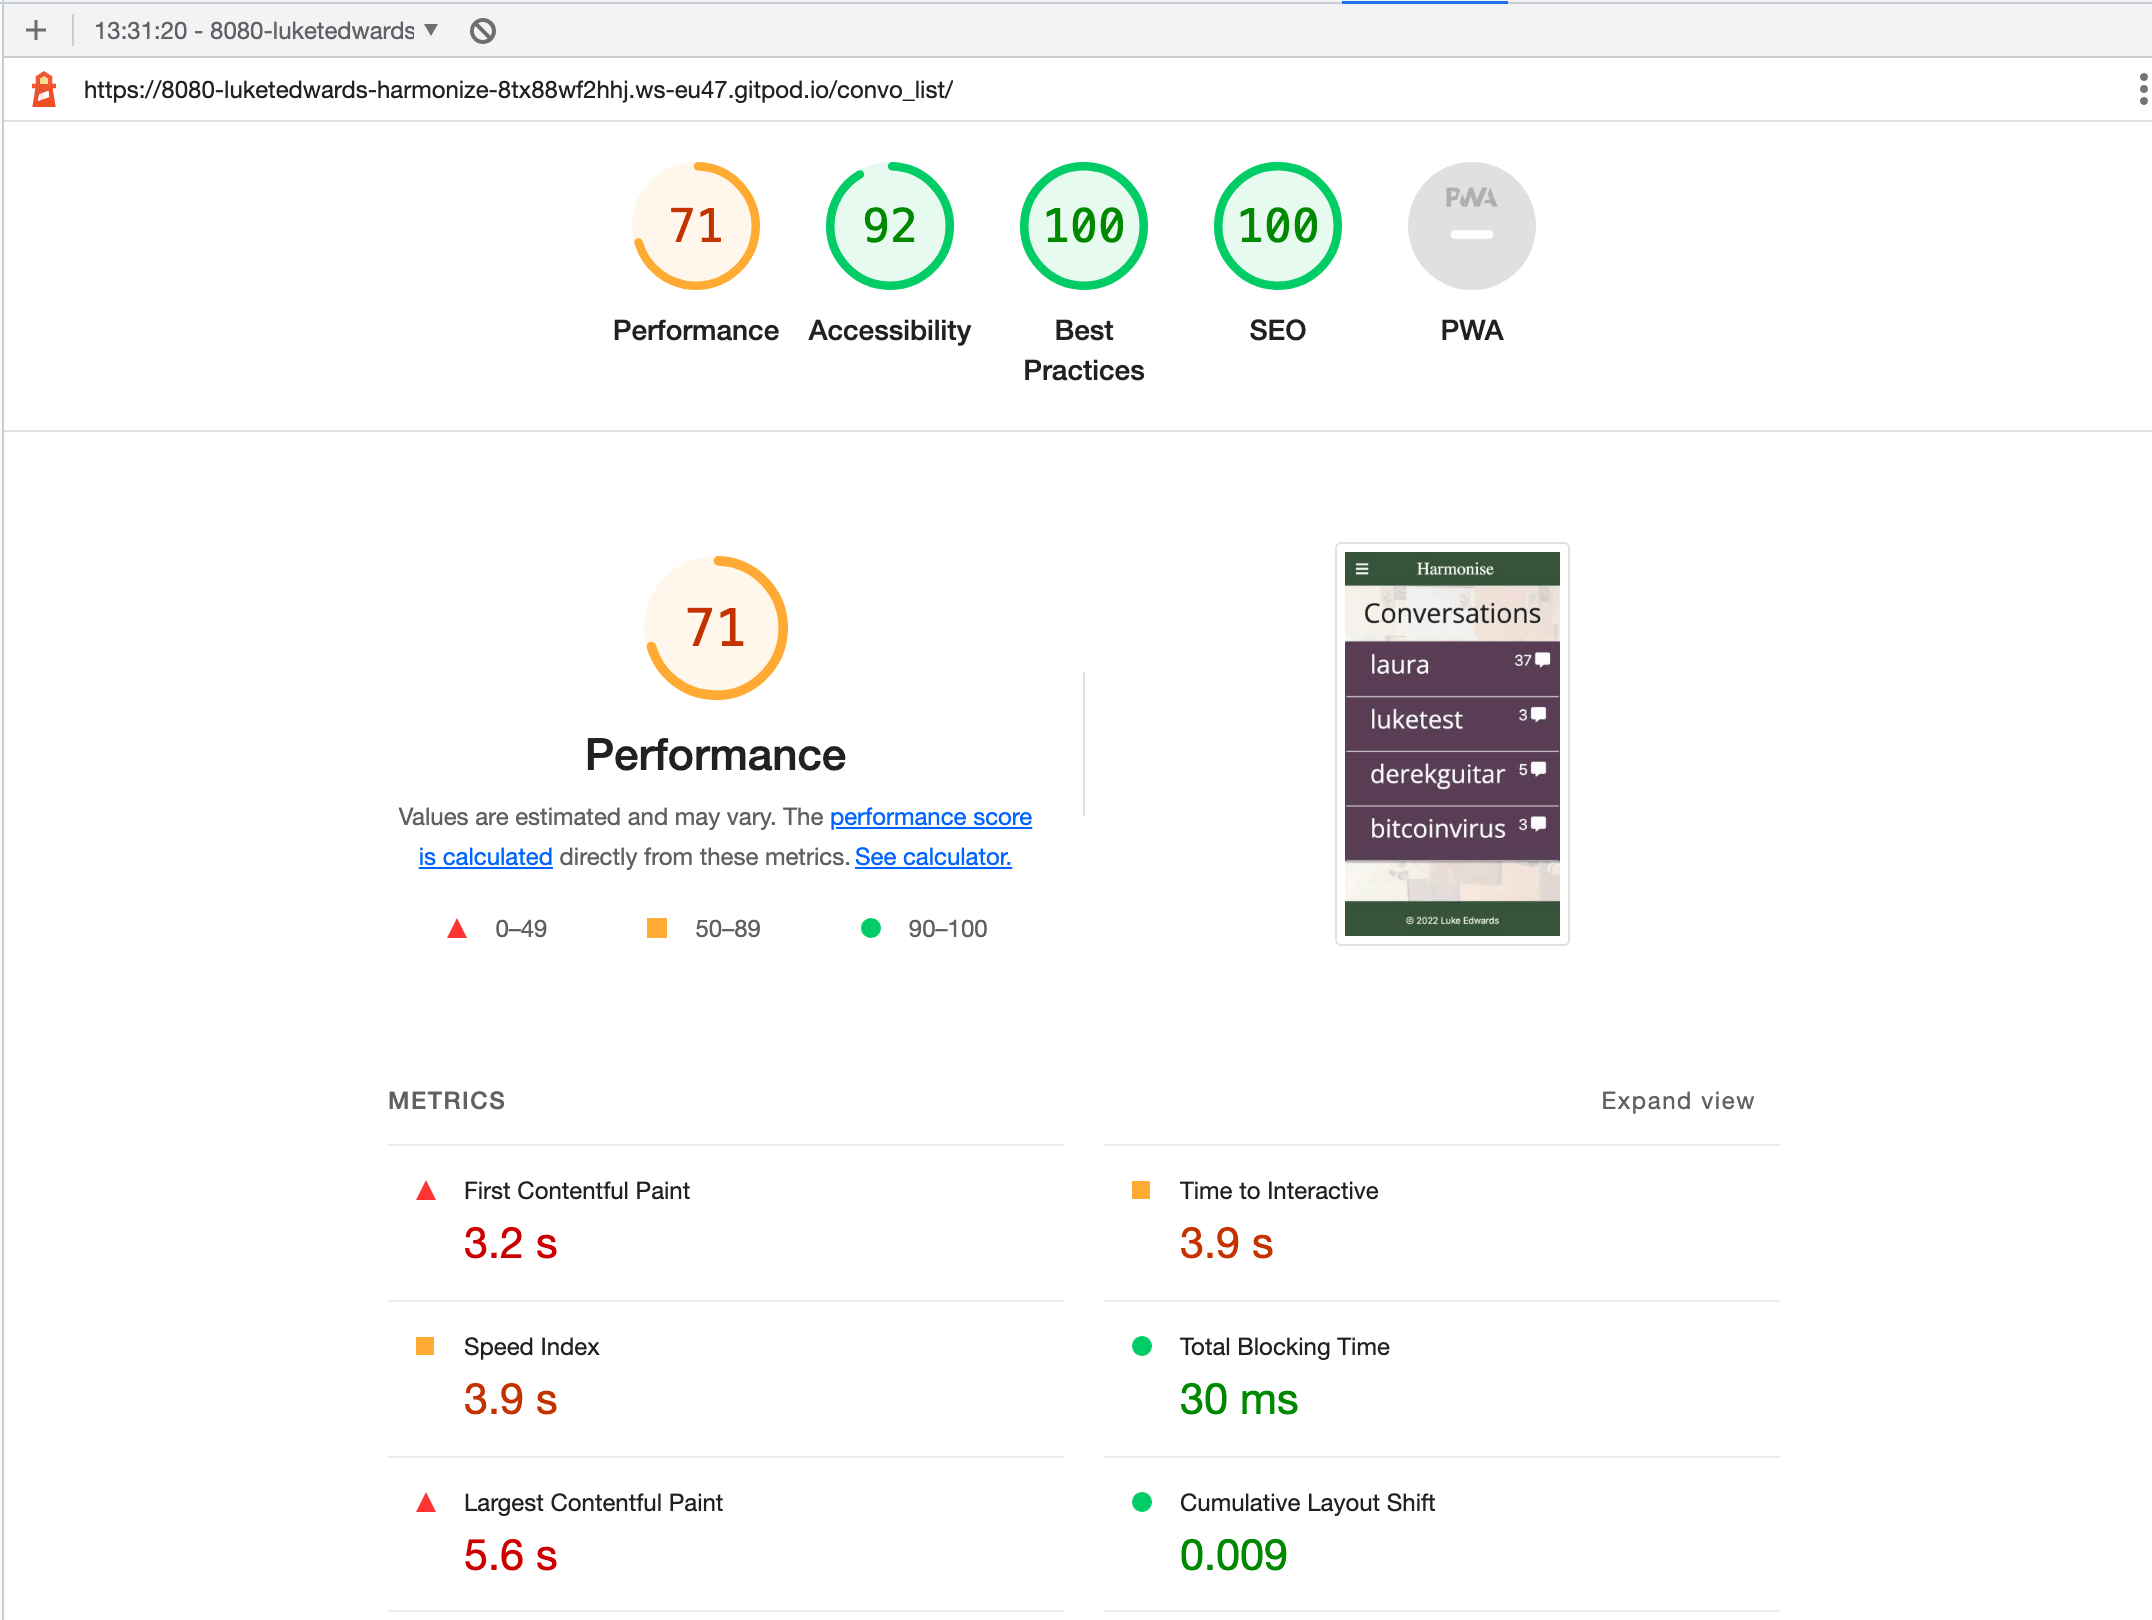 13:31:20 - 8080-luketedwards
https://8080-luketedwards-harmonize-8tx88wf2hhj.ws-eu47.gitpod.io/convo_list/
71
92
100
100
PWA
Performance
Accessibility
Best
Practices
SEO
PWA
71
Performance
Values are estimated and may vary. The performance score
is calculated directly from these metrics. See calculator.
0–49
50–89
90–100
Harmonise
Conversations
laura 37
luketest 3
derekguitar 5
bitcoinvirus 3
© 2022 Luke Edwards
METRICS
Expand view
First Contentful Paint
3.2 s
Time to Interactive
3.9 s
Speed Index
3.9 s
Total Blocking Time
30 ms
Largest Contentful Paint
5.6 s
Cumulative Layout Shift
0.009